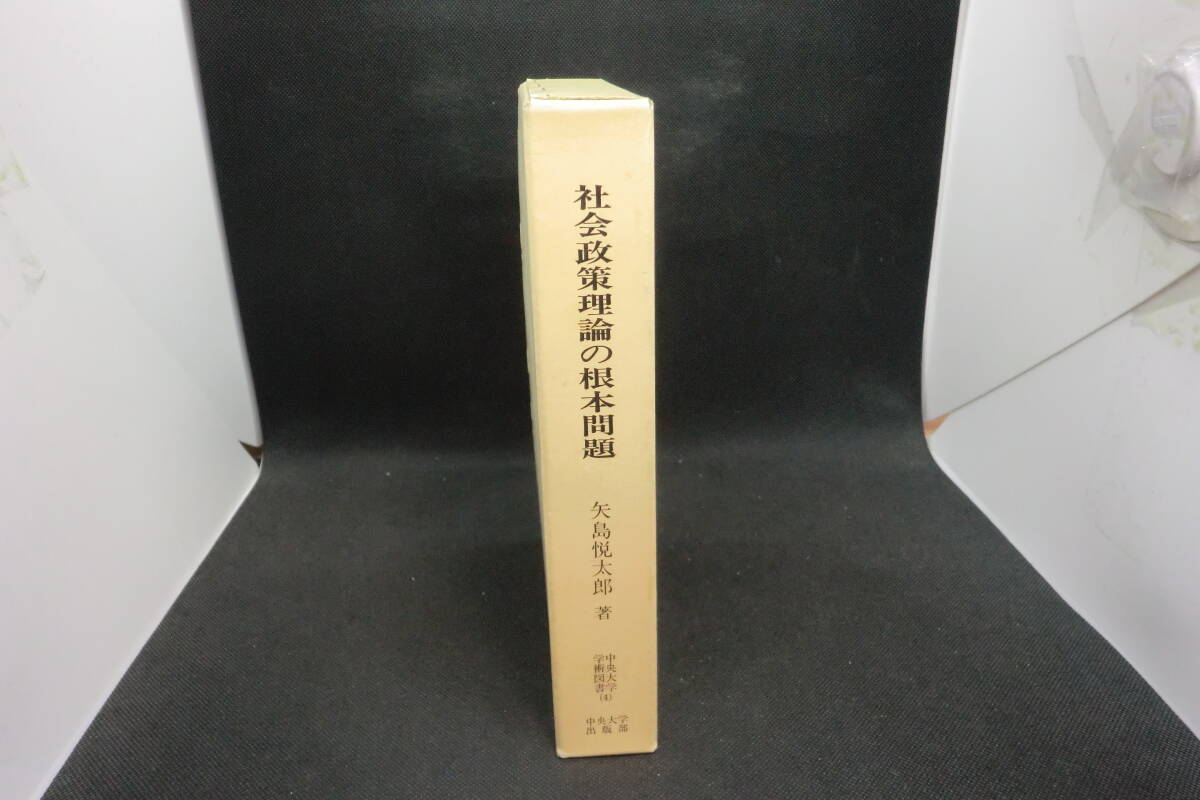 社会政策理論の根本問題
矢島悦太郎 著
中央大学
学術図書(4)
中央大学
出版部